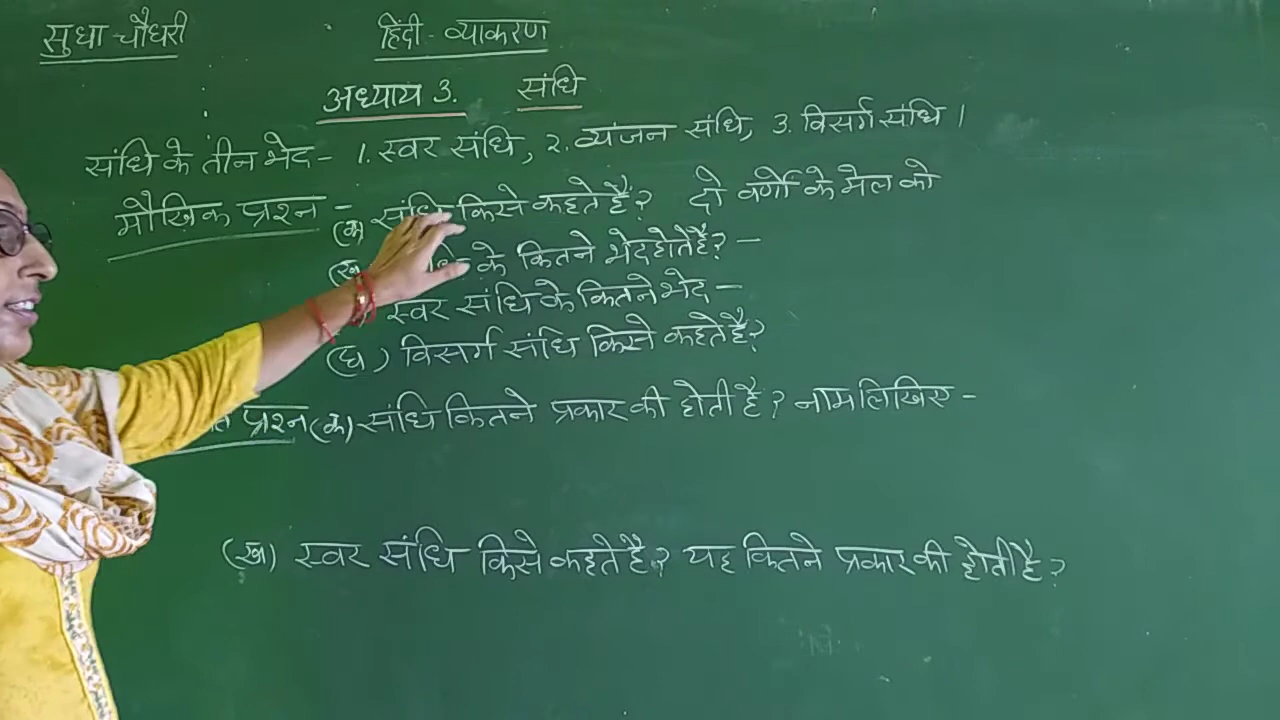 सुधा चौधरी
हिंदी - व्याकरण
अध्याय 3. संधि
संधि के तीन भेद - 1. स्वर संधि, 2. व्यंजन संधि, 3. विसर्ग संधि ।
मौखिक प्रश्न -
(क) संधि किसे कहते हैं? दो वर्णों के मेल को
(ख के कितने भेद होते हैं? -
स्वर संधि के कितने भेद -
(घ) विसर्ग संधि किसे कहते है?
प्रश्न (क) संधि कितने प्रकार की होती है? नाम लिखिए -
(ख) स्वर संधि किसे कहते है? यह कितने प्रकार की होती है?